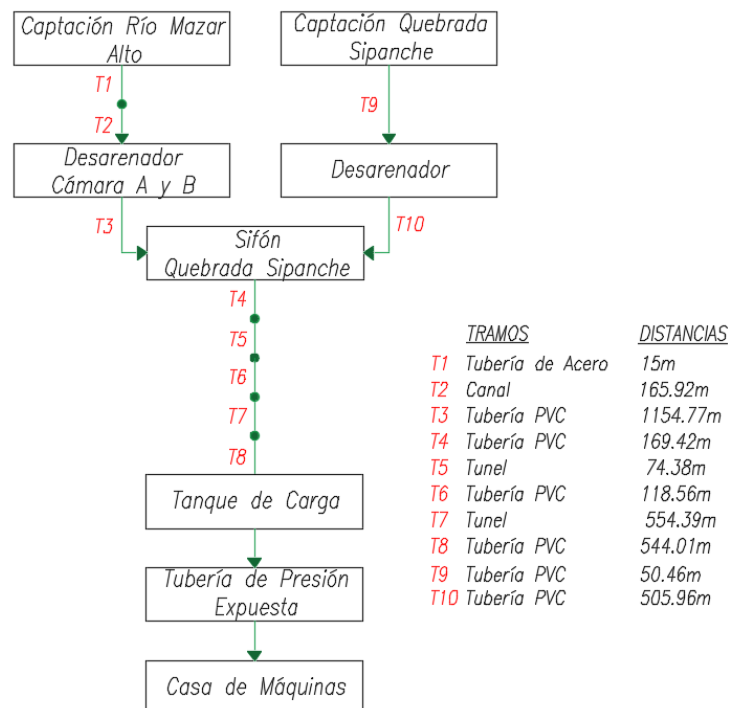 Captación Río Mazar
Alto
Captación Quebrada
Sipanche
T1
T2
T9
Desarenador
Cámara A y B
Desarenador
T3
T10
Sifón
Quebrada Sipanche
T4
T5
T6
T7
T8
Tanque de Carga
Tubería de Presión
Expuesta
Casa de Máquinas
TRAMOS DISTANCIAS
T1 Tubería de Acero 15m
T2 Canal 165.92m
T3 Tubería PVC 1154.77m
T4 Tubería PVC 169.42m
T5 Tunel 74.38m
T6 Tubería PVC 118.56m
T7 Tunel 554.39m
T8 Tubería PVC 544.01m
T9 Tubería PVC 50.46m
T10 Tubería PVC 505.96m